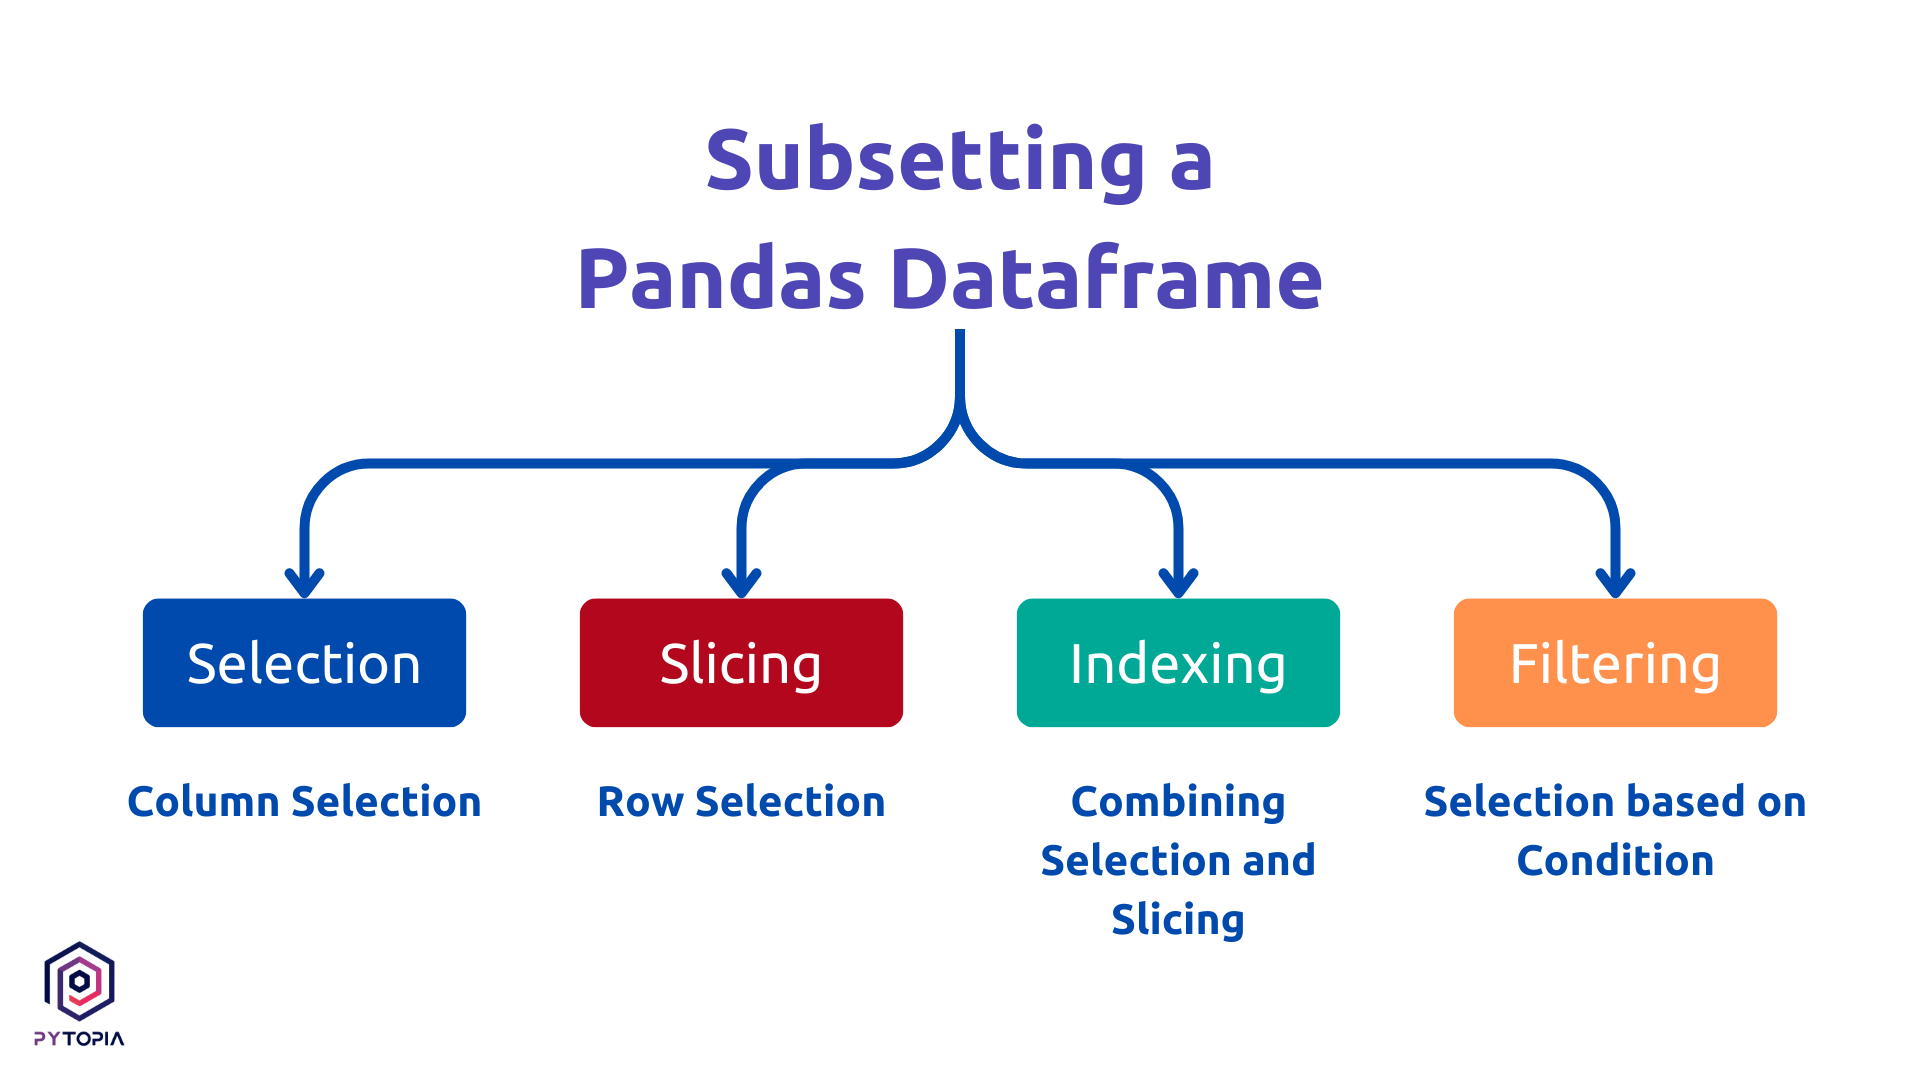 Subsetting a
Pandas Dataframe
Selection
Slicing
Indexing
Filtering
Column Selection
Row Selection
Combining
Selection and
Slicing
Selection based on
Condition
PYTOPIA